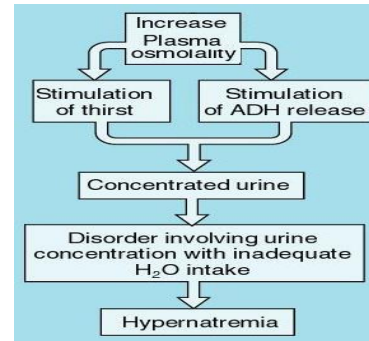 Increase
Plasma
osmolality
Stimulation
of thirst
Stimulation
of ADH release
Concentrated urine
Disorder involving urine
concentration with inadequate
H₂O intake
Hypernatremia